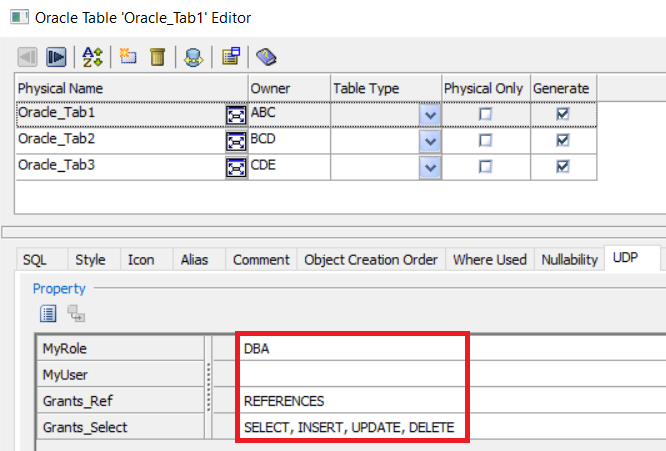 Oracle Table 'Oracle_Tab1' Editor
Physical Name Owner Table Type Physical Only Generate
Oracle_Tab1 ABC
Oracle_Tab2 BCD
Oracle_Tab3 CDE
SQL Style Icon Alias Comment Object Creation Order Where Used Nullability UDP
Property
MyRole DBA
MyUser
Grants_Ref REFERENCES
Grants_Select SELECT, INSERT, UPDATE, DELETE